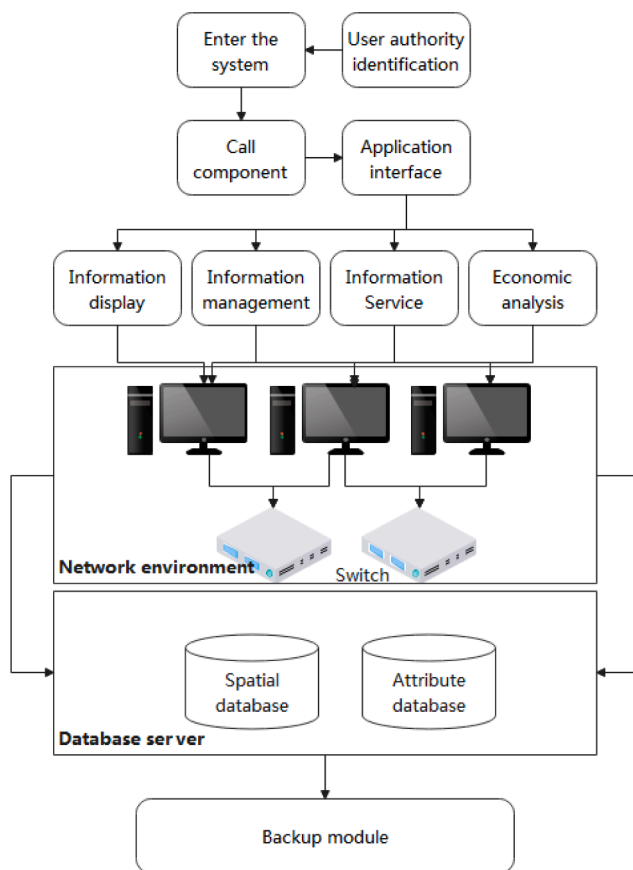 Enter the
system
User authority
identification
Call
component
Application
interface
Information
display
Information
management
Information
Service
Economic
analysis
Network environment
Switch
Spatial
database
Attribute
database
Database server
Backup module